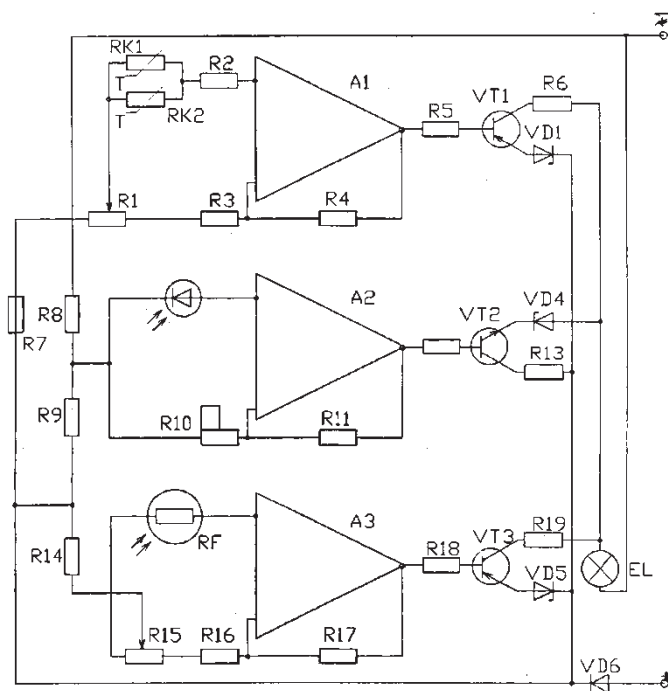 RK1
R2
A1
T
RK2
T
R5
VT1
R6
VD1
R1
R3
R4
R7
R8
A2
VT2
VD4
R13
R9
R10
R11
RF
A3
R14
R18
VT3
R19
VD5
EL
R15
R16
R17
VD6